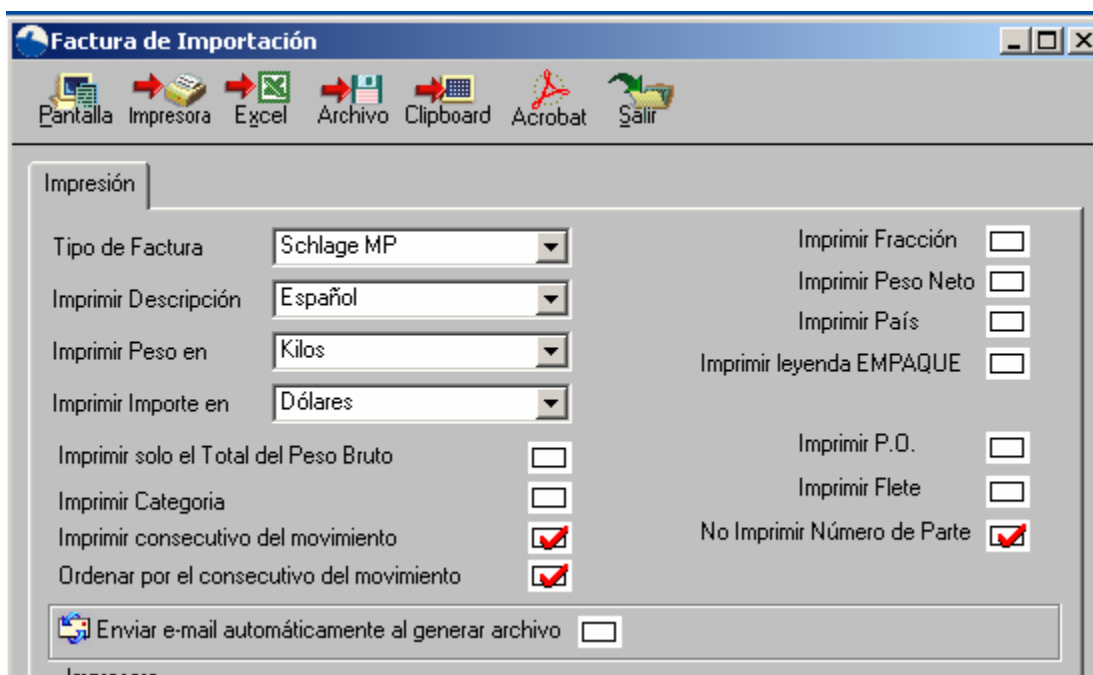 Factura de Importación
Pantalla Impresora Excel Archivo Clipboard Acrobat Salir
Impresión
Tipo de Factura Schlage MP Imprimir Fracción
Imprimir Descripción Español Imprimir Peso Neto
Imprimir Peso en Kilos Imprimir País
Imprimir leyenda EMPAQUE
Imprimir Importe en Dólares
Imprimir solo el Total del Peso Bruto Imprimir P.O.
Imprimir Categoria Imprimir Flete
Imprimir consecutivo del movimiento No Imprimir Número de Parte
Ordenar por el consecutivo del movimiento
Enviar e-mail automáticamente al generar archivo